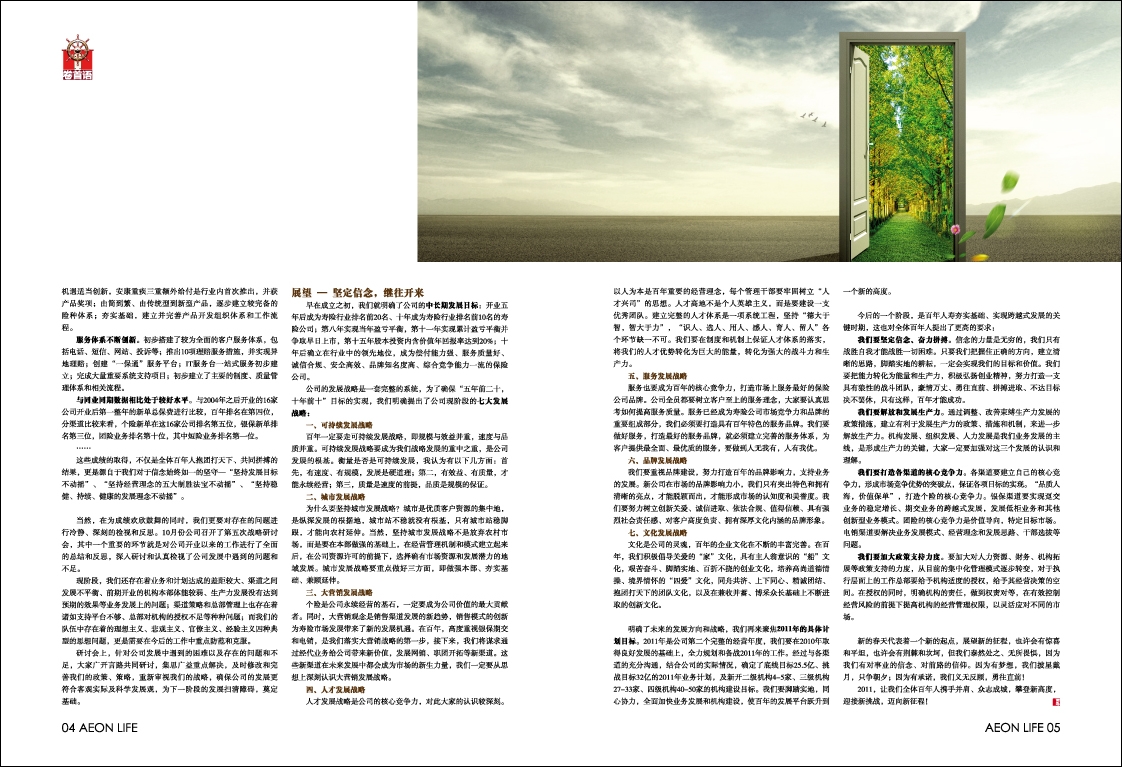 卷首语
机遇适当创新，安康重疾三重额外给付是行业内首次推出，并获
产品奖项；由简到繁、由传统型到新型产品，逐步建立较完备的
险种体系；夯实基础，建立并完善产品开发组织体系和工作流
程。
服务体系不断创新。初步搭建了较为全面的客户服务体系，包
括电话、短信、网站、投诉等；推出10项理赔服务措施，并实现异
地理赔；创建“一保通”服务平台；IT服务台一站式服务初步建
立；完成大量重要系统支持项目；初步建立了主要的制度、质量管
理体系和相关流程。
与同业同期数据相比处于较好水平。与2004年之后开业的16家
公司开业后第一整年的新单总保费进行比较，百年排名在第四位，
分渠道比较来看，个险新单在这16家公司排名第五位，银保新单排
名第三位，团险业务排名第十位，其中短险业务排名第一位。
……
这些成绩的取得，不仅是全体百年人抱团打天下、共同拼搏的
结果，更是源自于我们对于信念始终如一的坚守—“坚持发展目标
不动摇”、“坚持经营理念的五大制胜法宝不动摇”、“坚持稳
健、持续、健康的发展理念不动摇”。
当然，在为成绩欢欣鼓舞的同时，我们更要对存在的问题进
行冷静、深刻的检视和反思。10月份公司召开了第五次战略研讨
会，其中一个重要的环节就是对公司开业以来的工作进行了全面
的总结和反思，深入研讨和认真检视了公司发展中遇到的问题和
不足。
现阶段，我们还存在着业务和计划达成的差距较大、渠道之间
发展不平衡、前期开业的机构本部体能较弱、生产力发展没有达到
预期的效果等业务发展上的问题；渠道策略和总部管理上也存在着
诸如支持平台不够、总部对机构的授权不足等种种问题；而我们的
队伍中存在着的理想主义、悲观主义、官僚主义、经验主义四种典
型的思想问题，更是需要在今后的工作中重点防范和克服。
研讨会上，针对公司发展中遇到的困难以及存在的问题和不
足，大家广开言路共同研讨，集思广益重点解决，及时修改和完
善我们的政策、策略，重新审视我们的战略，确保公司的发展更
符合客观实际及科学发展观，为下一阶段的发展扫清障碍，奠定
基础。
展望 — 坚定信念，继往开来
早在成立之初，我们就明确了公司的中长期发展目标：开业五
年后成为寿险行业排名前20名、十年成为寿险行业排名前10名的寿
险公司；第八年实现当年盈亏平衡，第十一年实现累计盈亏平衡并
争取早日上市，第十五年股本投资内含价值年回报率达到20%；十
年后确立在行业中的领先地位，成为偿付能力强、服务质量好、
诚信合规、安全高效、品牌知名度高、综合竞争能力一流的保险
公司。
公司的发展战略是一套完整的系统，为了确保“五年前二十，
十年前十”目标的实现，我们明确提出了公司现阶段的七大发展
战略：
一、可持续发展战略
百年一定要走可持续发展战略，即规模与效益并重，速度与品
质并重。可持续发展战略要成为我们战略发展的重中之重，是公司
发展的根基。衡量是否是可持续发展，我认为有以下几方面：首
先，有速度、有规模，发展是硬道理；第二，有效益、有质量，才
能永续经营；第三，质量是速度的前提，品质是规模的保证。
二、城市发展战略
为什么要坚持城市发展战略？城市是优质客户资源的集中地，
是纵深发展的根据地，城市站不稳就没有根基，只有城市站稳脚
跟，才能向农村延伸。当然，坚持城市发展战略不是放弃农村市
场，而是要在本部做强的基础上，在经营管理机制和模式建立起来
后，在公司资源许可的前提下，选择确有市场资源和发展潜力的地
域发展。城市发展战略要重点做好三方面，即做强本部、夯实基
础、兼顾延伸。
三、大营销发展战略
个险是公司永续经营的基石，一定要成为公司价值的最大贡献
者。同时，大营销观念是销售渠道发展的新趋势，销售模式的创新
为寿险市场发展带来了新的发展机遇。在百年，高度重视银保期交
和电销，是我们落实大营销战略的第一步。接下来，我们将谋求通
过经代业务给公司带来新价值，发展网销、职团开拓等新渠道。这
些新渠道在未来发展中都会成为市场的新生力量，我们一定要从思
想上深刻认识大营销发展战略。
四、人才发展战略
人才发展战略是公司的核心竞争力，对此大家的认识较深刻。
以人为本是百年重要的经营理念，每个管理干部要牢固树立“人
才兴司”的思想。人才高地不是个人英雄主义，而是要建设一支
优秀团队。建立完整的人才体系是一项系统工程，坚持“德大于
智，智大于力”，“识人、选人、用人、感人、育人、留人”各
个环节缺一不可。我们要在制度和机制上保证人才体系的落实，
将我们的人才优势转化为巨大的能量，转化为强大的战斗力和生
产力。
五、服务发展战略
服务也要成为百年的核心竞争力，打造市场上服务最好的保险
公司品牌。公司全员都要树立客户至上的服务理念，大家要认真思
考如何提高服务质量。服务已经成为寿险公司市场竞争力和品牌的
重要组成部分，我们必须要打造具有百年特色的服务品牌。我们要
做好服务，打造最好的服务品牌，就必须建立完善的服务体系，为
客户提供最全面、最优质的服务，要做到人无我有，人有我优。
六、品牌发展战略
我们要重视品牌建设，努力打造百年的品牌影响力，支持业务
的发展。新公司在市场的品牌影响力小，我们只有突出特色和拥有
清晰的亮点，才能脱颖而出，才能形成市场的认知度和美誉度。我
们要努力树立创新关爱、诚信进取、依法合规、值得信赖、具有强
烈社会责任感、对客户高度负责、拥有深厚文化内涵的品牌形象。
七、文化发展战略
文化是公司的灵魂，百年的企业文化在不断的丰富完善。在百
年，我们积极倡导关爱的“家”文化，具有主人翁意识的“船”文
化，艰苦奋斗、脚踏实地、百折不挠的创业文化，培养高尚道德情
操、境界情怀的“四爱”文化，同舟共济、上下同心、精诚团结、
抱团打天下的团队文化，以及在兼收并蓄、博采众长基础上不断进
取的创新文化。
明确了未来的发展方向和战略，我们再来聚焦2011年的具体计
划目标。2011年是公司第二个完整的经营年度，我们要在2010年取
得良好发展的基础上，全力规划和备战2011年的工作。经过与各渠
道的充分沟通，结合公司的实际情况，确定了底线目标25.5亿、挑
战目标32亿的2011年业务计划，及新开二级机构4-5家、三级机构
27-33家、四级机构40-50家的机构建设目标。我们要脚踏实地，同
心协力，全面加快业务发展和机构建设，使百年的发展平台跃升到
一个新的高度。
今后的一个阶段，是百年人寿夯实基础、实现跨越式发展的关
键时期，这也对全体百年人提出了更高的要求：
我们要坚定信念、奋力拼搏。信念的力量是无穷的，我们只有
战胜自我才能战胜一切困难。只要我们把握住正确的方向，建立清
晰的思路，脚踏实地的耕耘，一定会实现我们的目标和价值。我们
要把能力转化为能量和生产力，积极弘扬创业精神，努力打造一支
具有狼性的战斗团队，豪情万丈、勇往直前、拼搏进取、不达目标
决不罢休，只有这样，百年才能成功。
我们要解放和发展生产力。通过调整、改善束缚生产力发展的
政策措施，建立有利于发展生产力的政策、措施和机制，来进一步
解放生产力。机构发展、组织发展、人力发展是我们业务发展的主
线，是形成生产力的关键，大家一定要加强对这三个发展的认识和
理解。
我们要打造各渠道的核心竞争力。各渠道要建立自己的核心竞
争力，形成市场竞争优势的突破点，保证各项目标的实现。“品质人
海，价值保单”，打造个险的核心竞争力。银保渠道要实现趸交
业务的稳定增长、期交业务的跨越式发展，发展低柜业务和其他
创新型业务模式。团险的核心竞争力是价值导向，特定目标市场。
电销渠道要解决业务发展模式、经营理念和发展思路、干部选拔等
问题。
我们要加大政策支持力度。要加大对人力资源、财务、机构拓
展等政策支持的力度，从目前的集中化管理模式逐步转变，对于执
行层面上的工作总部要给予机构适度的授权，给予其经营决策的空
间。在授权的同时，明确机构的责任，做到权责对等，在有效控制
经营风险的前提下提高机构的经营管理权限，以灵活应对不同的市
场。
新的春天代表着一个新的起点，展望新的征程，也许会有惊喜
和平坦，也许会有荆棘和坎坷，但我们泰然处之、无所畏惧，因为
我们有对事业的信念、对前路的信仰。因为有梦想，我们披星戴
月，只争朝夕；因为有承诺，我们义无反顾，勇往直前！
2011，让我们全体百年人携手并肩、众志成城，攀登新高度，
迎接新挑战，迈向新征程！
04 AEON LIFE
AEON LIFE 05